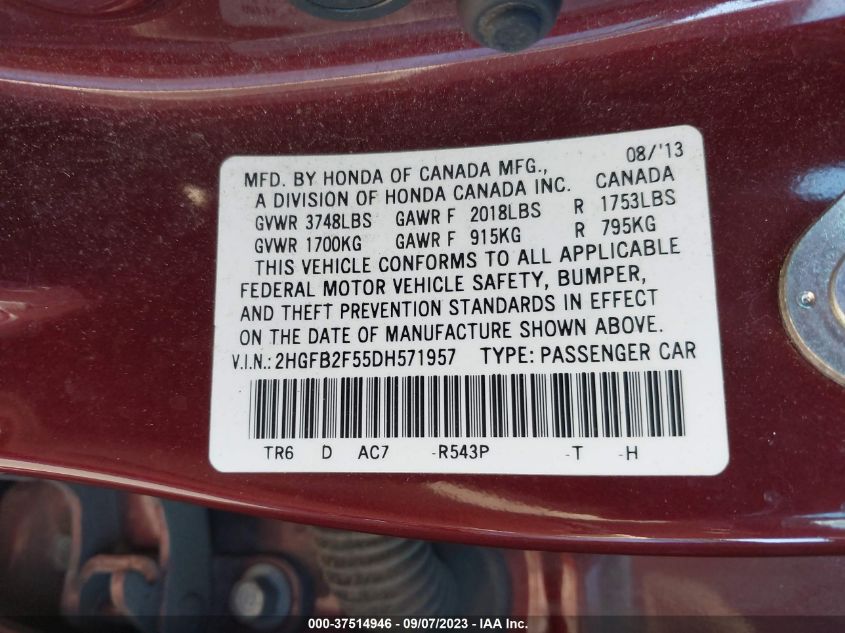 MFD. BY HONDA OF CANADA MFG., 08/'13
A DIVISION OF HONDA CANADA INC. CANADA
GVWR 3748LBS GAWR F 2018LBS R 1753LBS
GVWR 1700KG GAWR F 915KG R 795KG
THIS VEHICLE CONFORMS TO ALL APPLICABLE
FEDERAL MOTOR VEHICLE SAFETY, BUMPER,
AND THEFT PREVENTION STANDARDS IN EFFECT
ON THE DATE OF MANUFACTURE SHOWN ABOVE.
V.I.N.: 2HGFB2F55DH571957 TYPE: PASSENGER CAR
TR6 D AC7 -R543P -T -H
000-37514946 - 09/07/2023 - IAA Inc.